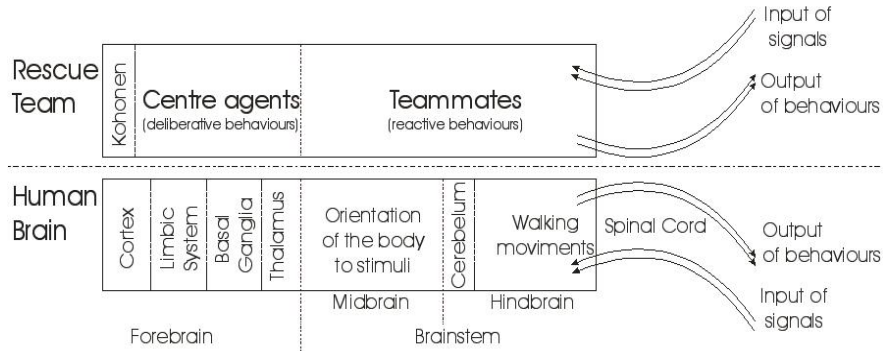 Rescue
Team
Kohonen
Centre agents
(deliberative behaviours)
Teammates
(reactive behaviours)
Input of
signals
Output
of behaviours
Human
Brain
Cortex
Limbic
System
Basal
Ganglia
Thalamus
Orientation
of the body
to stimuli
Cerebelum
Walking
moviments
Spinal Cord
Output
of behaviours
Input of
signals
Midbrain
Hindbrain
Forebrain
Brainstem